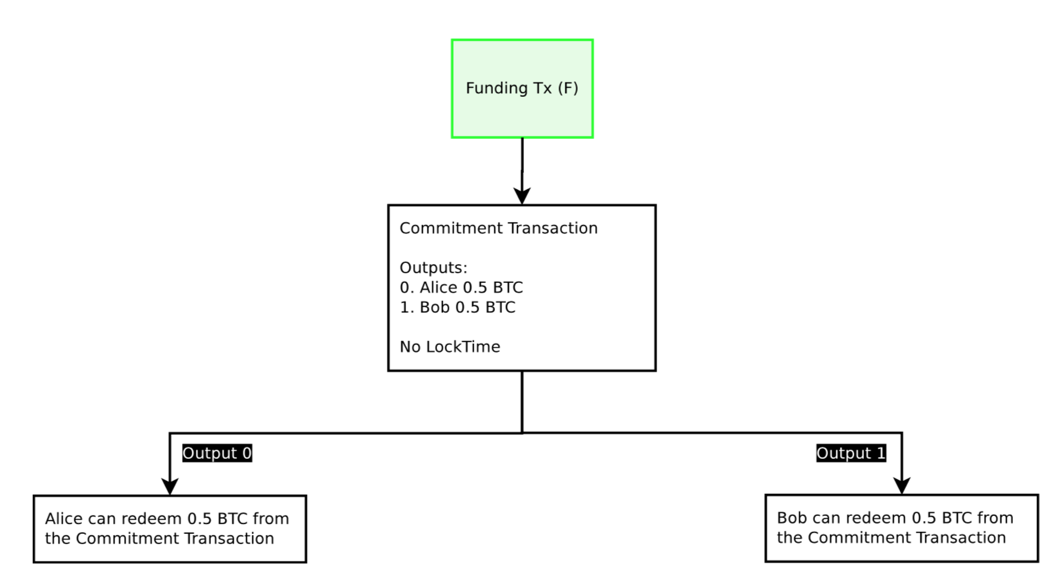 Funding Tx (F)
Commitment Transaction
Outputs:
0. Alice 0.5 BTC
1. Bob 0.5 BTC
No LockTime
Output 0
Output 1
Alice can redeem 0.5 BTC from
the Commitment Transaction
Bob can redeem 0.5 BTC from
the Commitment Transaction